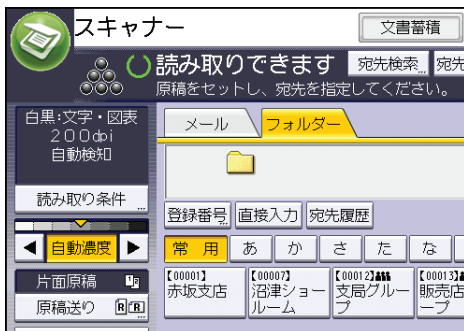 スキャナー
文書蓄積
読み取りできます
宛先検索...
宛先
原稿をセットし、宛先を指定してください。
白黒:文字・図表
200dpi
自動検知
メール
フォルダー
読み取り条件...
登録番号...
直接入力
宛先履歴
自動濃度
常用
あ
か
さ
た
な
片面原稿
原稿送り
R R
【00001】
赤坂支店
【00007】
沼津ショー
ルーム
【00012】
支局グルー
プ
【00013】
販売店
ープ